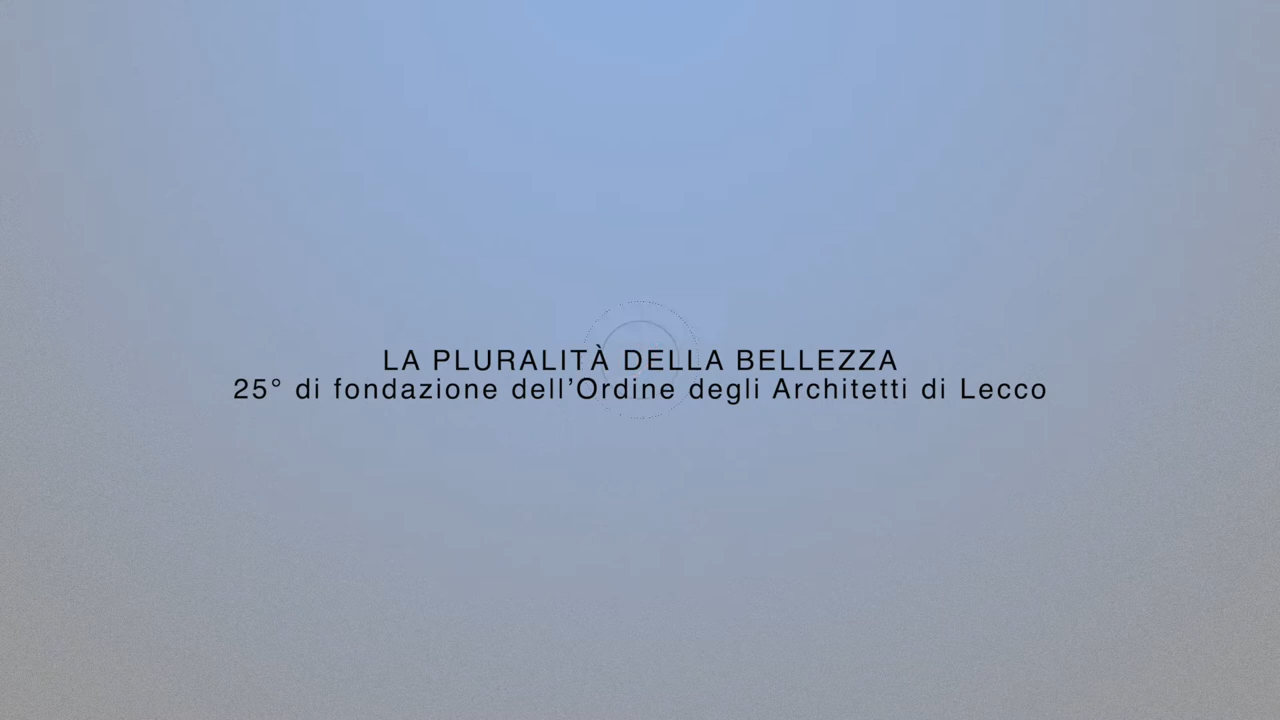 LA PLURALITÀ DELLA BELLEZZA
25° di fondazione dell’Ordine degli Architetti di Lecco